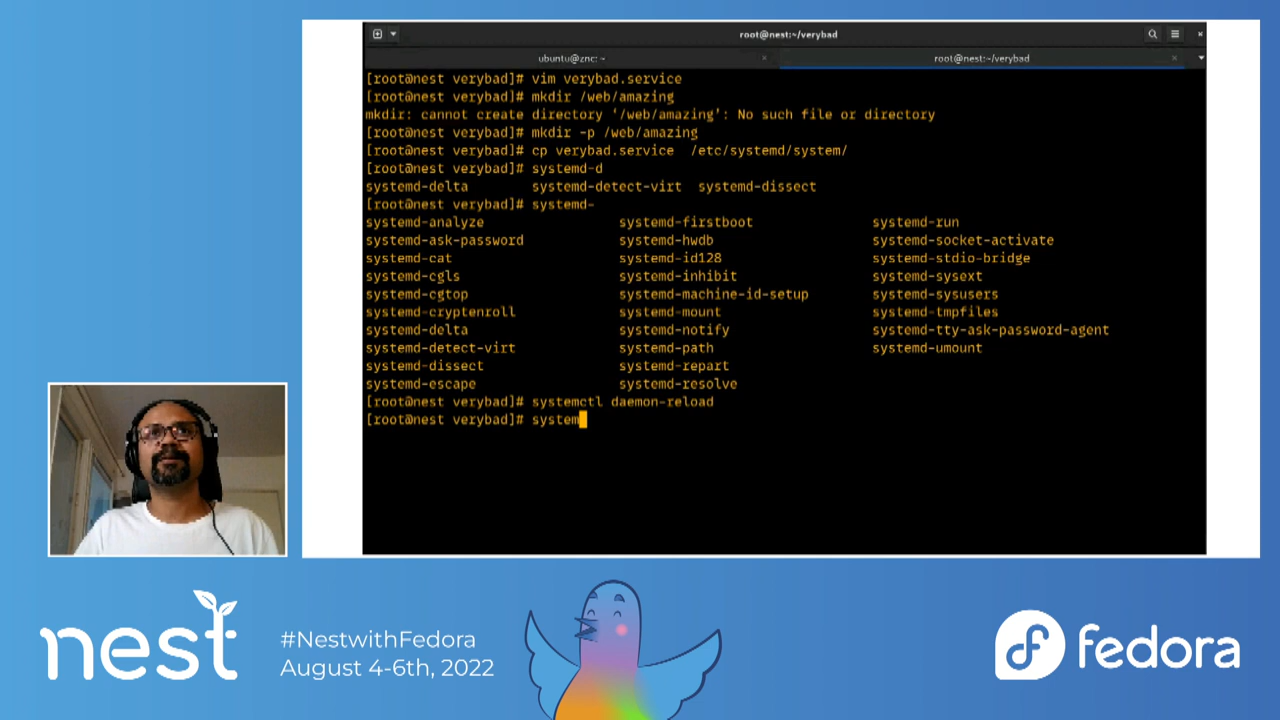 root@nest:~/verybad
ubuntu@znc: ~
root@nest:~/verybad
[root@nest verybad]# vim verybad.service
[root@nest verybad]# mkdir /web/amazing
mkdir: cannot create directory ‘/web/amazing’: No such file or directory
[root@nest verybad]# mkdir -p /web/amazing
[root@nest verybad]# cp verybad.service  /etc/systemd/system/
[root@nest verybad]# systemd-d
systemd-delta systemd-detect-virt systemd-dissect
[root@nest verybad]# systemd-
systemd-analyze systemd-firstboot systemd-run
systemd-ask-password systemd-hwdb systemd-socket-activate
systemd-cat systemd-id128 systemd-stdio-bridge
systemd-cgls systemd-inhibit systemd-sysext
systemd-cgtop systemd-machine-id-setup systemd-sysusers
systemd-cryptenroll systemd-mount systemd-tmpfiles
systemd-delta systemd-notify systemd-tty-ask-password-agent
systemd-detect-virt systemd-path systemd-umount
systemd-dissect systemd-repart
systemd-escape systemd-resolve
[root@nest verybad]# systemctl daemon-reload
[root@nest verybad]# system
nest
#NestwithFedora
August 4-6th, 2022
fedora